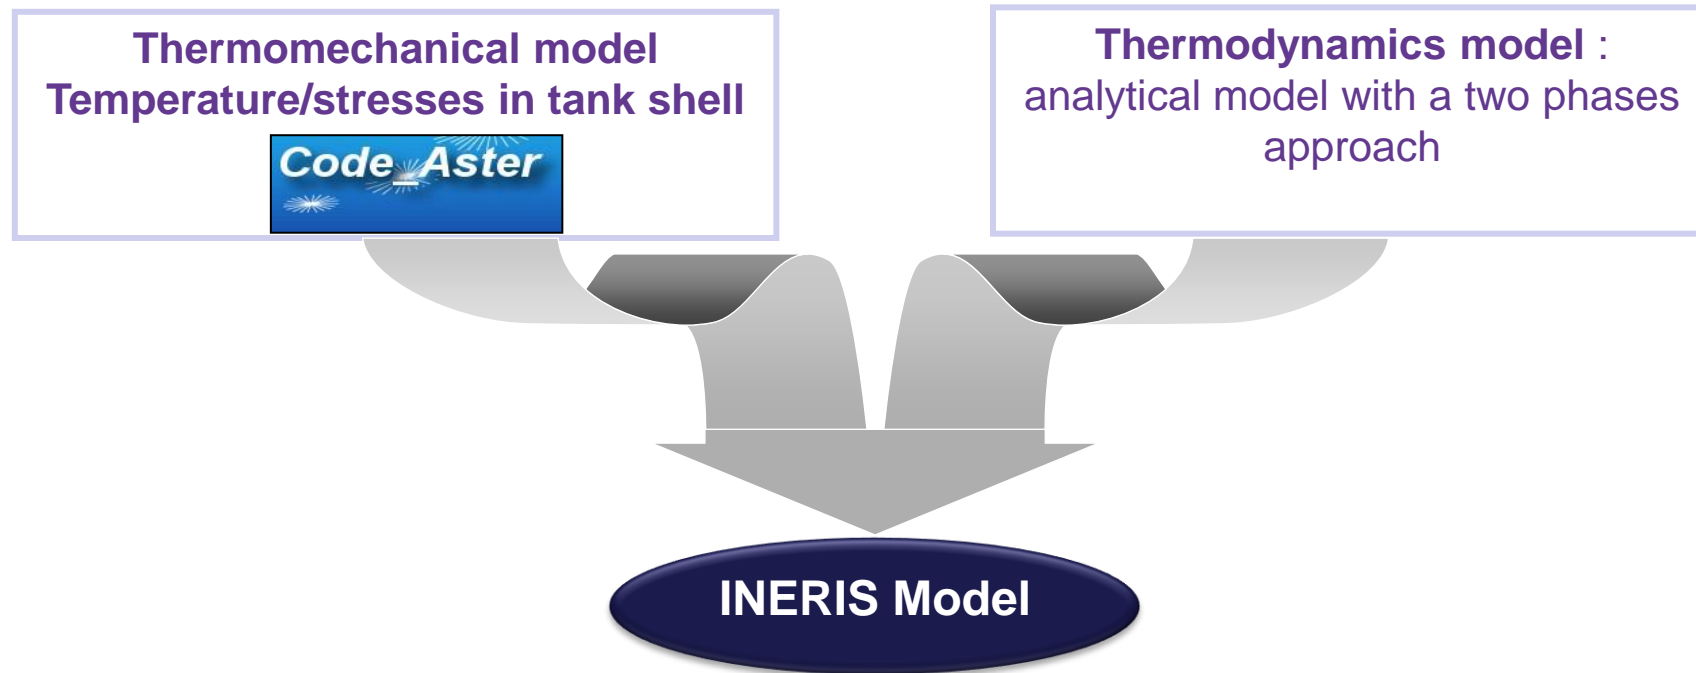 Thermomechanical model
Temperature/stresses in tank shell
Code_Aster
Thermodynamics model :
analytical model with a two phases
approach
INERIS Model